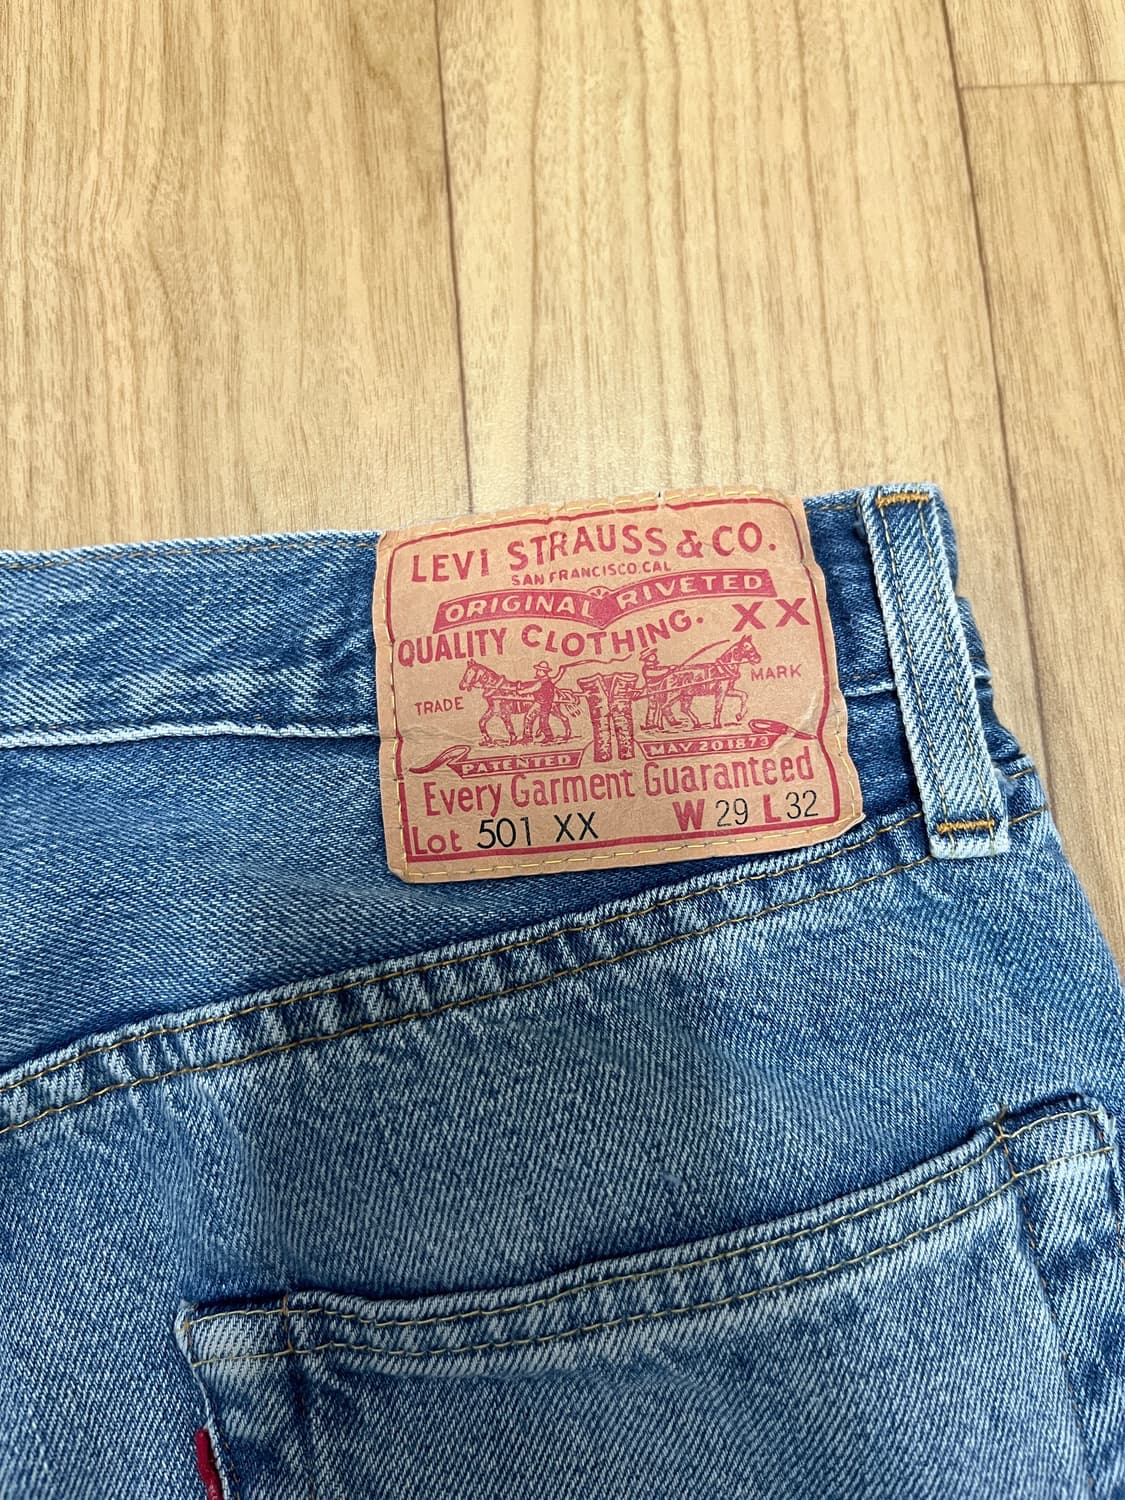 LEVI STRAUSS & CO.
SAN FRANCISCO. CAL
ORIGINAL RIVETED
QUALITY CLOTHING. XX
TRADE MARK
PATENTED MAY 20 1873
Every Garment Guaranteed
Lot 501 XX W 29 L 32